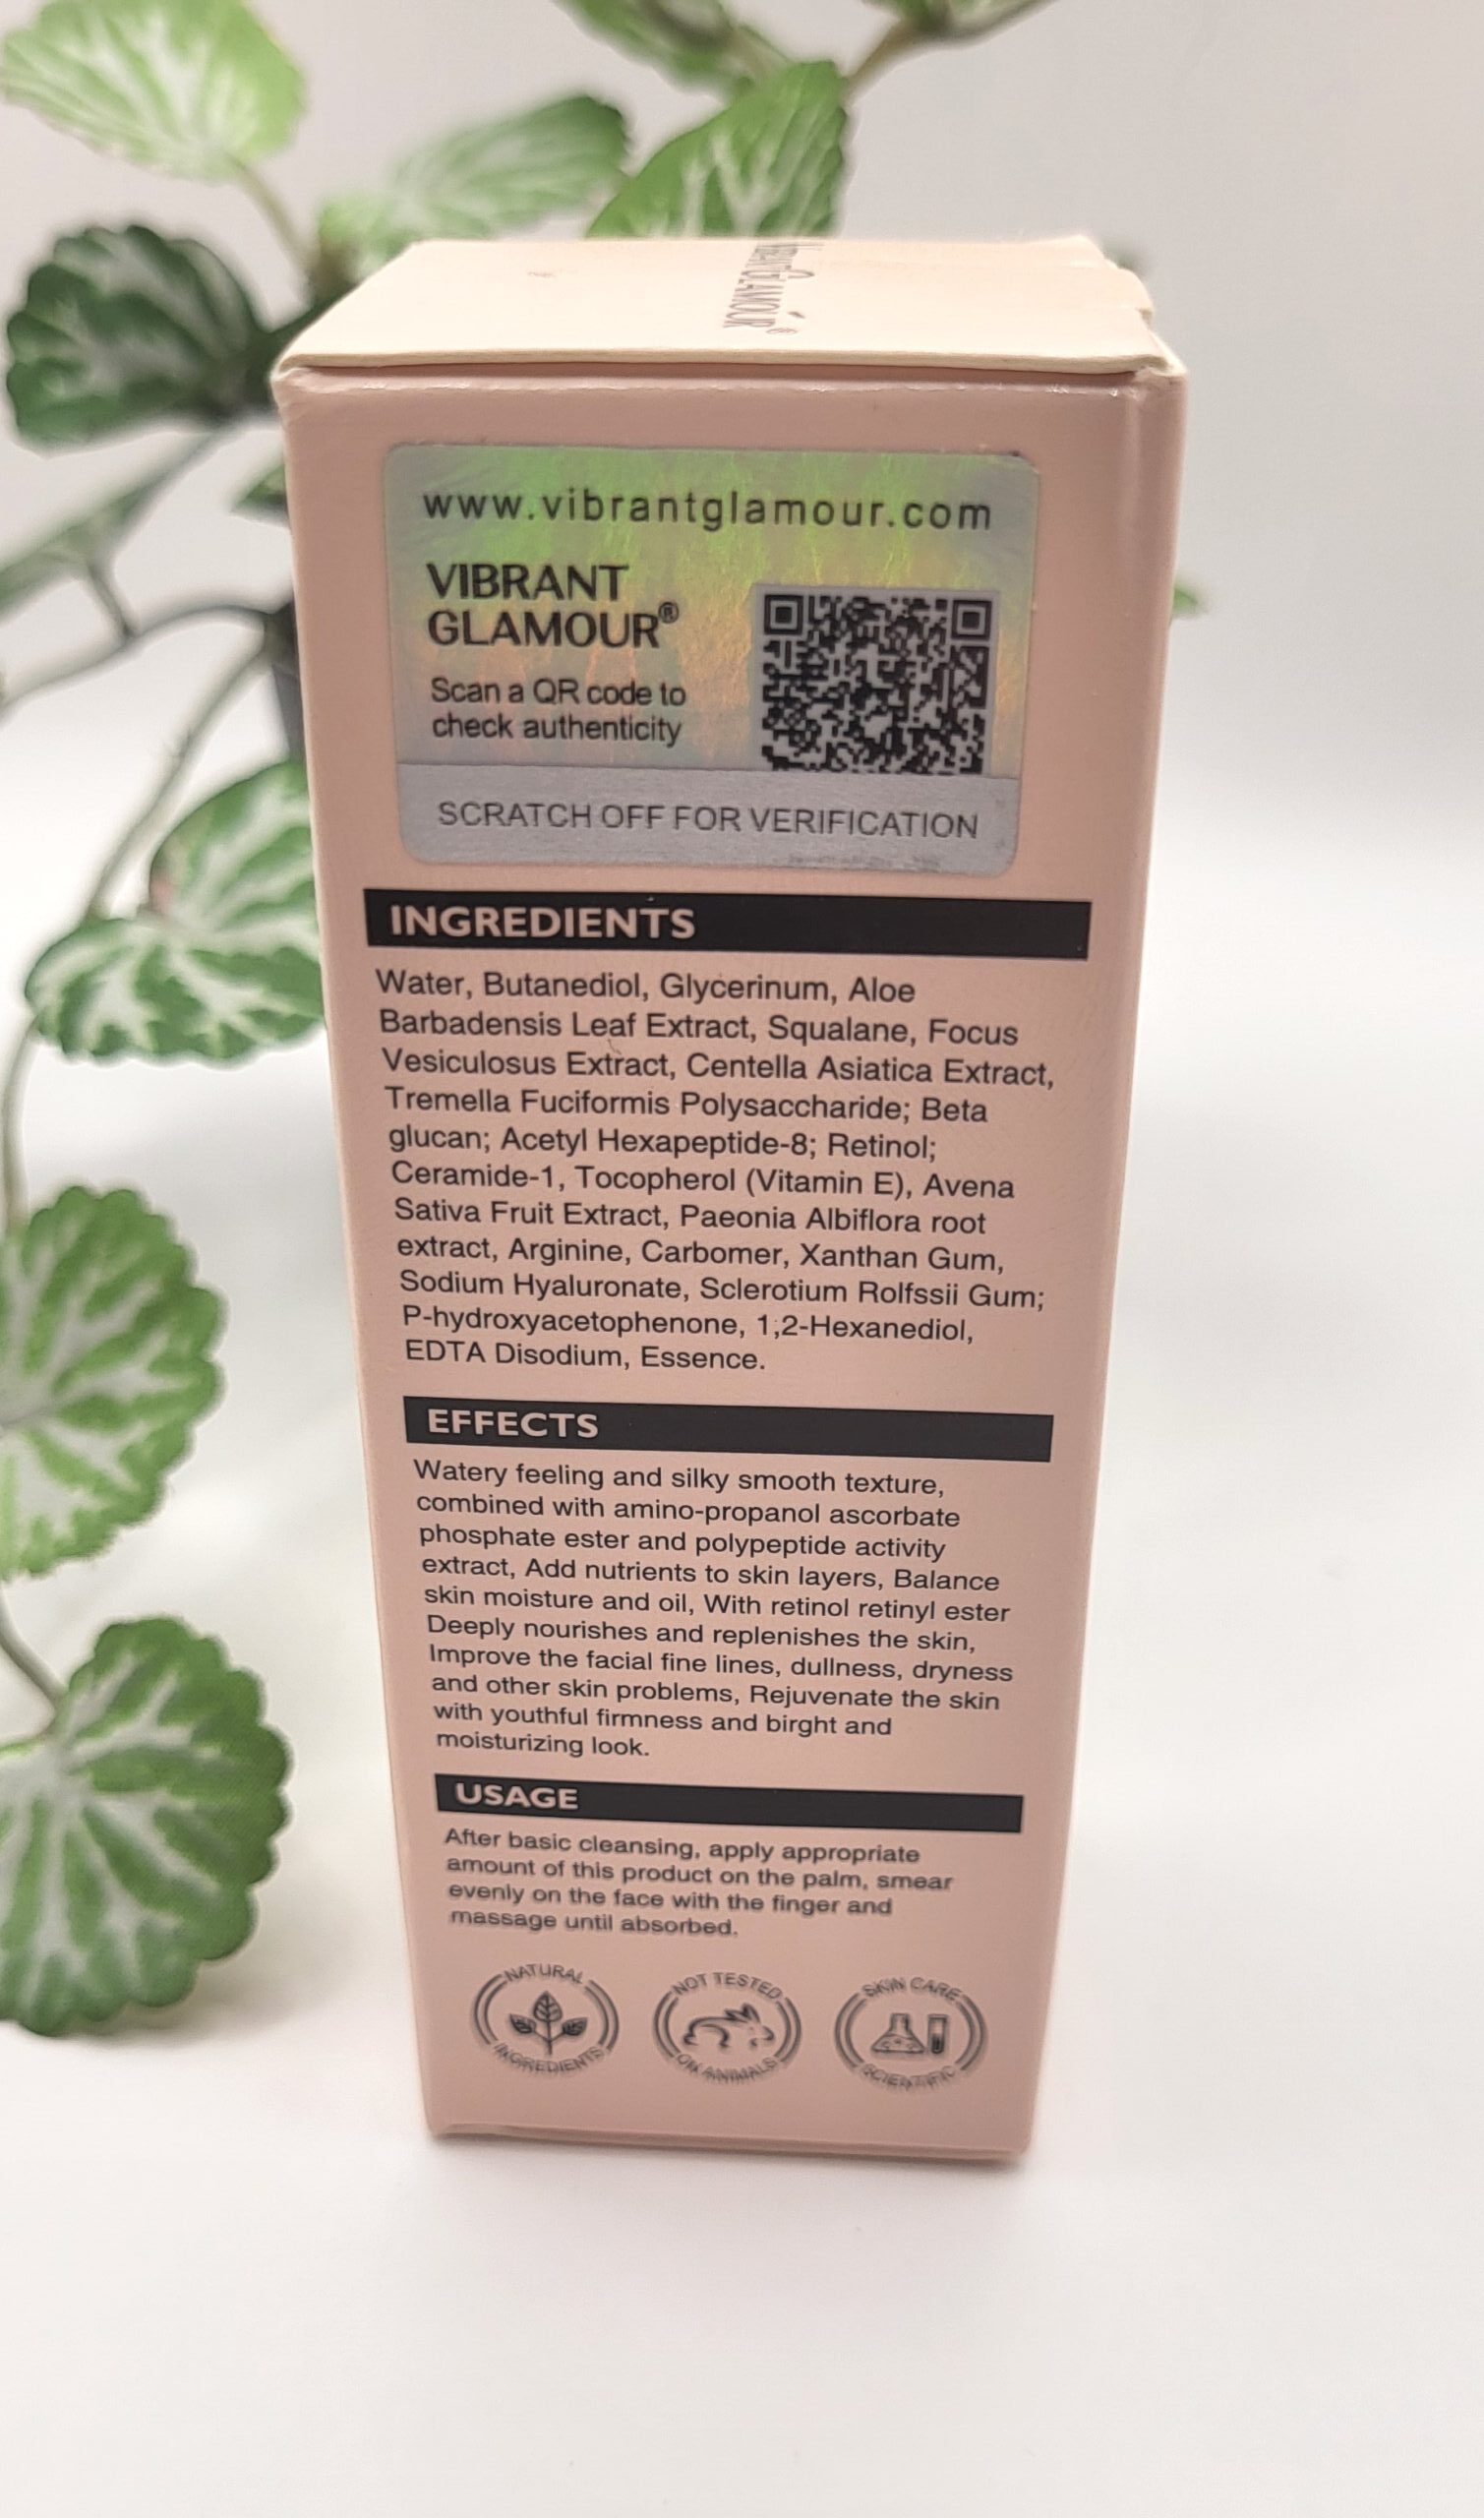 VIBRANT GLAMOUR®
www.vibrantglamour.com
VIBRANT
GLAMOUR®
Scan a QR code to
check authenticity
SCRATCH OFF FOR VERIFICATION
INGREDIENTS
Water, Butanediol, Glycerinum, Aloe
Barbadensis Leaf Extract, Squalane, Focus
Vesiculosus Extract, Centella Asiatica Extract,
Tremella Fuciformis Polysaccharide; Beta
glucan; Acetyl Hexapeptide-8; Retinol;
Ceramide-1, Tocopherol (Vitamin E), Avena
Sativa Fruit Extract, Paeonia Albiflora root
extract, Arginine, Carbomer, Xanthan Gum,
Sodium Hyaluronate, Sclerotium Rolfssii Gum;
P-hydroxyacetophenone, 1,2-Hexanediol,
EDTA Disodium, Essence.
EFFECTS
Watery feeling and silky smooth texture,
combined with amino-propanol ascorbate
phosphate ester and polypeptide activity
extract, Add nutrients to skin layers, Balance
skin moisture and oil, With retinol retinyl ester
Deeply nourishes and replenishes the skin,
Improve the facial fine lines, dullness, dryness
and other skin problems, Rejuvenate the skin
with youthful firmness and birght and
moisturizing look.
USAGE
After basic cleansing, apply appropriate
amount of this product on the palm, smear
evenly on the face with the finger and
massage until absorbed.
NATURAL
INGREDIENTS
NOT TESTED
ON ANIMALS
SKIN CARE
SCIENTIFIC